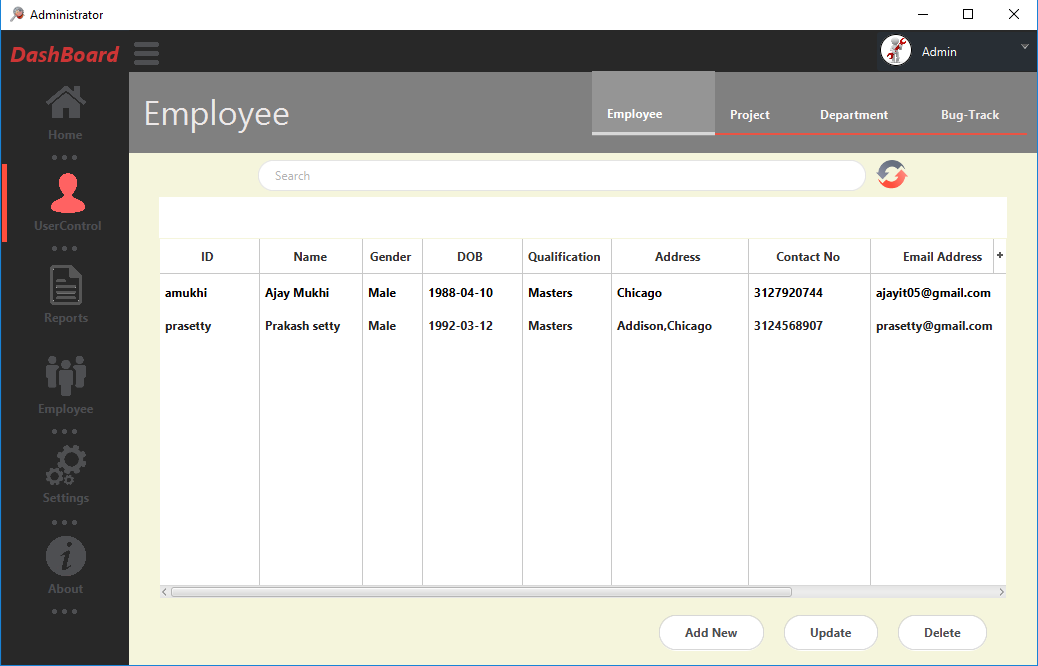 Administrator
DashBoard
Admin
Home
UserControl
Reports
Employee
Settings
About
Employee
Employee Project Department Bug-Track
Search
ID Name Gender DOB Qualification Address Contact No Email Address +
amukhi Ajay Mukhi Male 1988-04-10 Masters Chicago 3127920744 ajayit05@gmail.com
prasetty Prakash setty Male 1992-03-12 Masters Addison,Chicago 3124568907 prasetty@gmail.com
Add New Update Delete